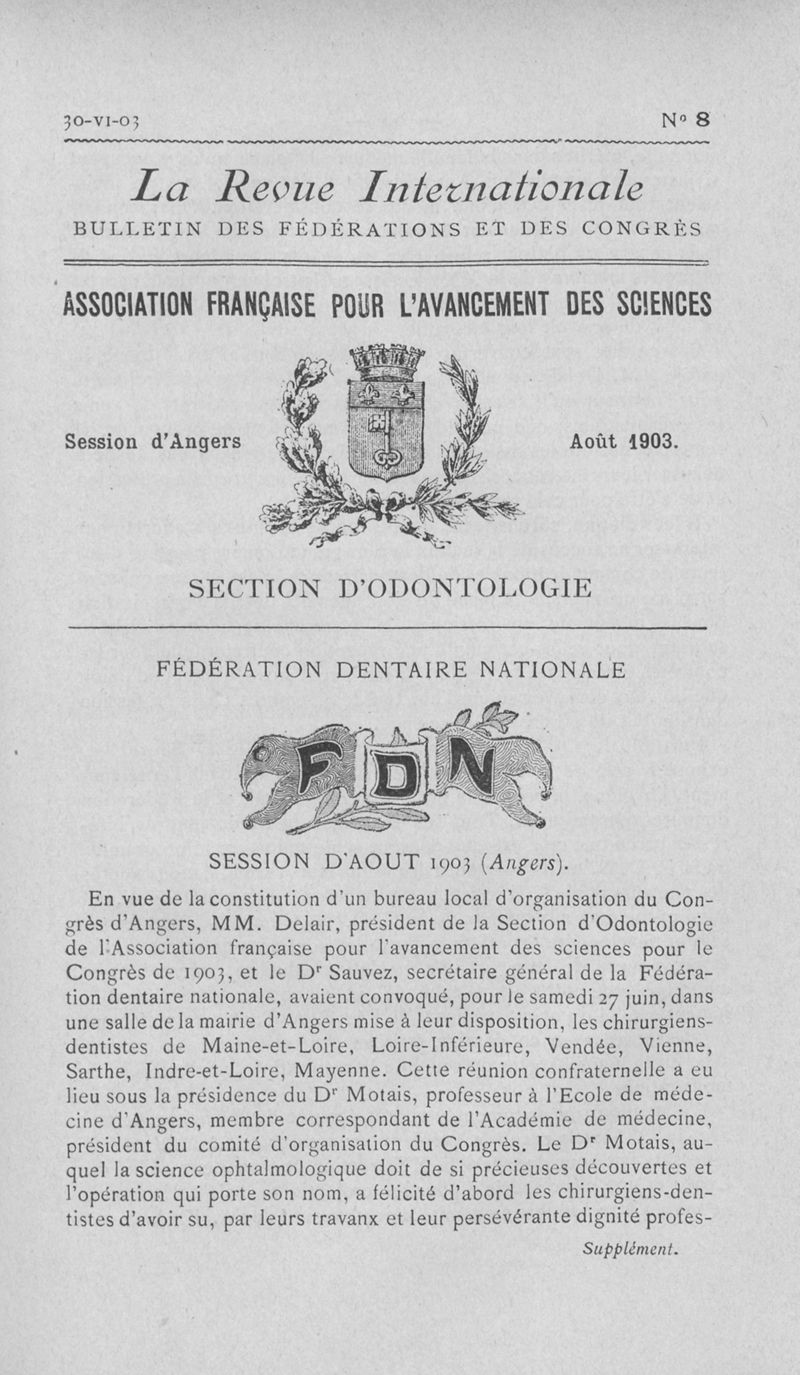 30-VI-03
Nº 8
La Revue Internationale
BULLETIN DES FÉDÉRATIONS ET DES CONGRÈS
ASSOCIATION FRANÇAISE POUR L'AVANCEMENT DES SCIENCES
Session d'Angers
Août 1903.
SECTION D'ODONTOLOGIE
FÉDÉRATION DENTAIRE NATIONALE
F D N
SESSION D'AOUT 1903 (Angers).
En vue de la constitution d'un bureau local d'organisation du Con-
grès d'Angers, MM. Delair, président de la Section d'Odontologie
de l'Association française pour l'avancement des sciences pour le
Congrès de 1903, et le Dr Sauvez, secrétaire général de la Fédéra-
tion dentaire nationale, avaient convoqué, pour le samedi 27 juin, dans
une salle de la mairie d'Angers mise à leur disposition, les chirurgiens-
dentistes de Maine-et-Loire, Loire-Inférieure, Vendée, Vienne,
Sarthe, Indre-et-Loire, Mayenne. Cette réunion confraternelle a eu
lieu sous la présidence du Dr Motais, professeur à l'Ecole de méde-
cine d'Angers, membre correspondant de l'Académie de médecine,
président du comité d'organisation du Congrès. Le Dr Motais, au-
quel la science ophtalmologique doit de si précieuses découvertes et
l'opération qui porte son nom, a félicité d'abord les chirurgiens-den-
tistes d'avoir su, par leurs travanx et leur persévérante dignité profes-
Supplément.